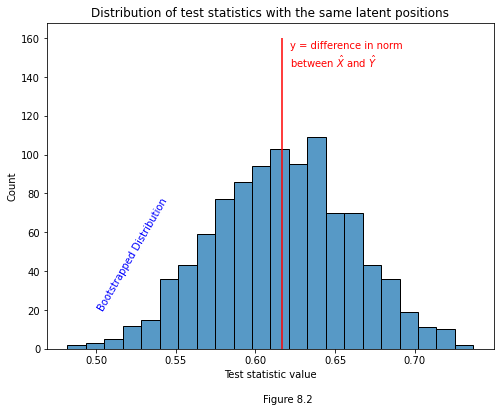 Distribution of test statistics with the same latent positions
160
140
120
100
80
60
40
20
0
Count
y = difference in norm
between X̂ and Ŷ
Bootstrapped Distribution
0.50 0.55 0.60 0.65 0.70
Test statistic value
Figure 8.2